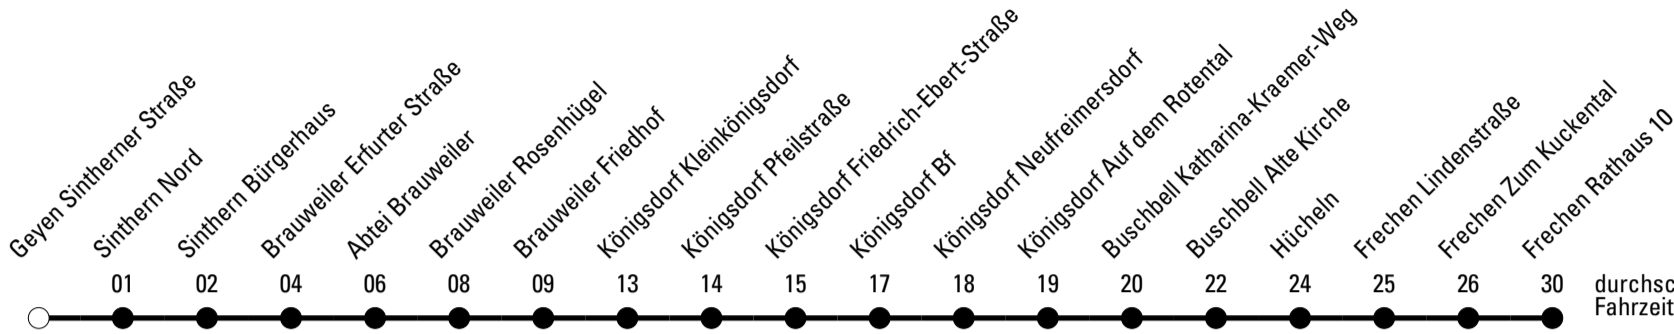 Geyen Sintherner Straße
Sinthern Nord
Sinthern Bürgerhaus
Brauweiler Erfurter Straße
Abtei Brauweiler
Brauweiler Rosenhügel
Brauweiler Friedhof
Königsdorf Kleinkönigsdorf
Königsdorf Pfeilstraße
Königsdorf Friedrich-Ebert-Straße
Königsdorf Bf
Königsdorf Neufreimersdorf
Königsdorf Auf dem Rotental
Buschbell Katharina-Kraemer-Weg
Buschbell Alte Kirche
Hücheln
Frechen Lindenstraße
Frechen Zum Kuckental
Frechen Rathaus 10
01 02 04 06 08 09 13 14 15 17 18 19 20 22 24 25 26 30 durchsc
Fahrzeit